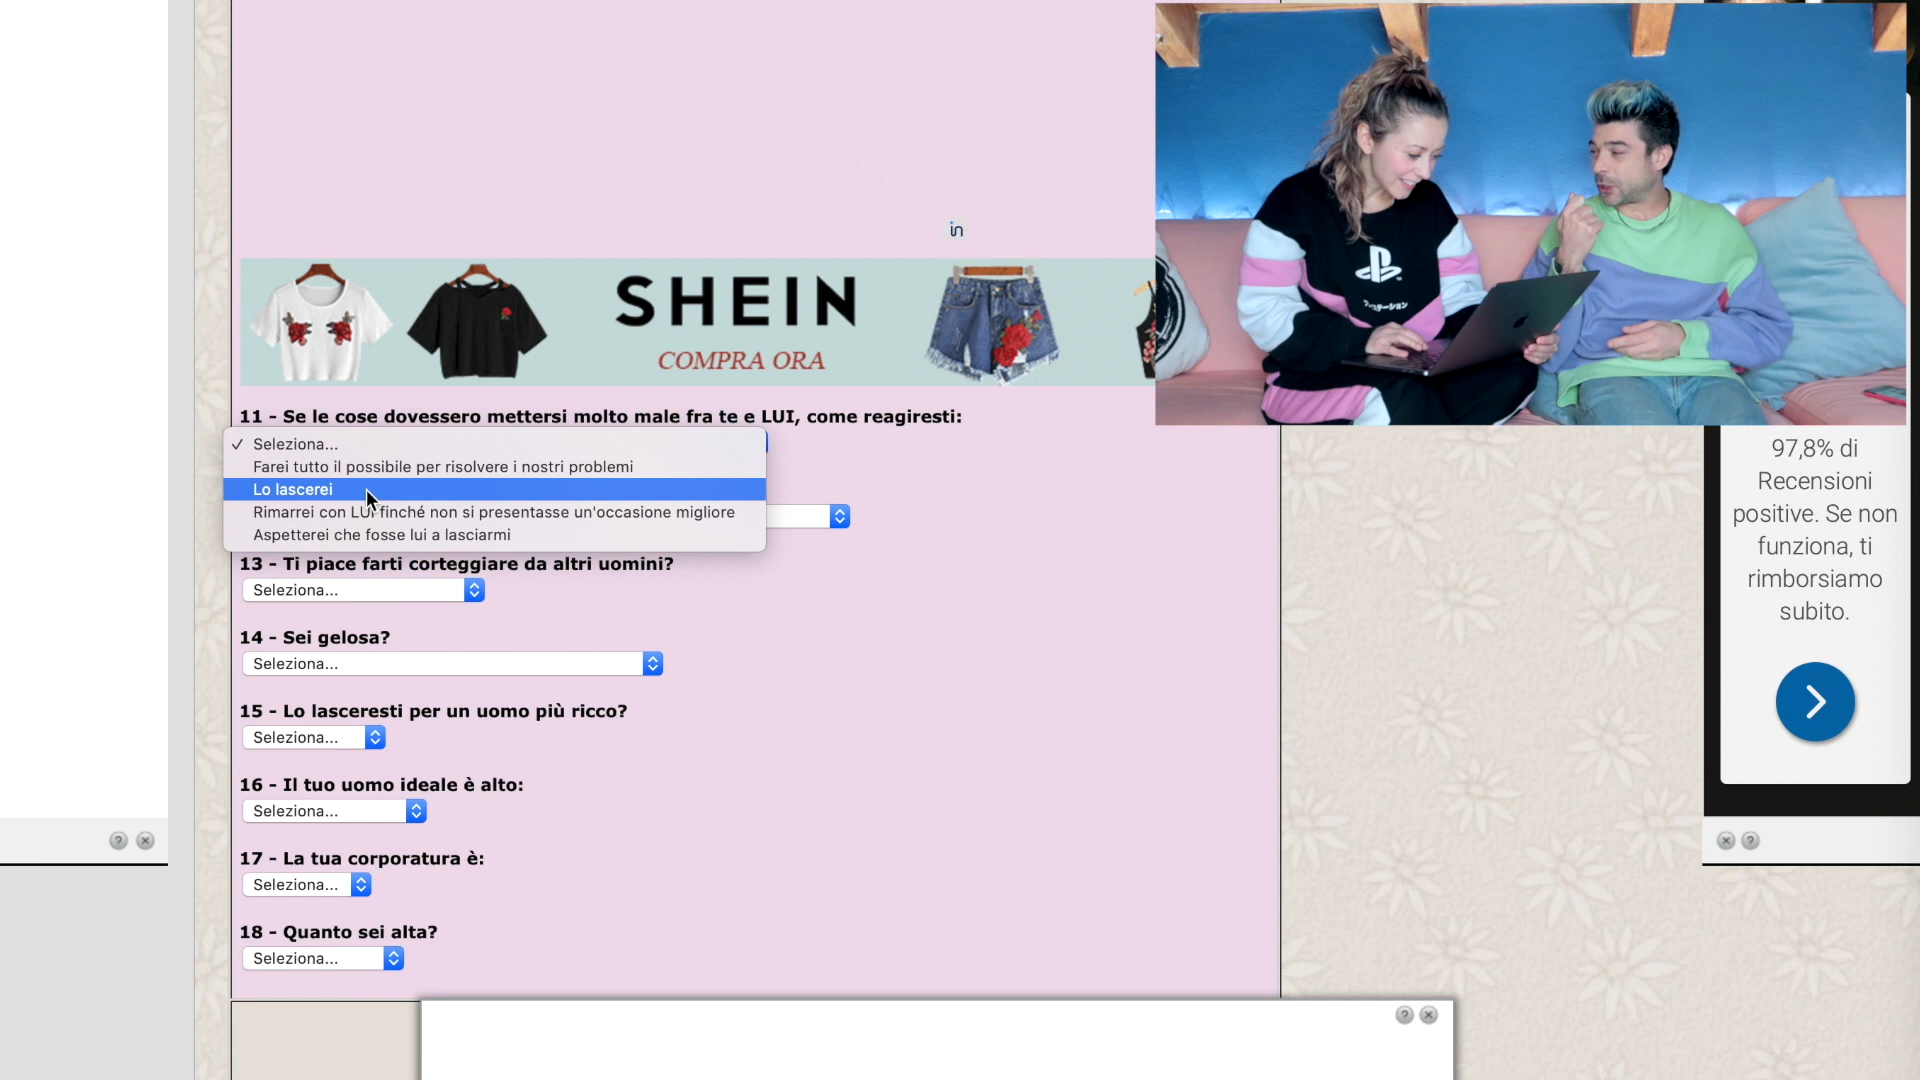 in
SHEIN
COMPRA ORA
11 - Se le cose dovessero mettersi molto male fra te e LUI, come reagiresti:
✓ Seleziona...
Farei tutto il possibile per risolvere i nostri problemi
Lo lascerei
Rimarrei con LUI finché non si presentasse un'occasione migliore
Aspetterei che fosse lui a lasciarmi
13 - Ti piace farti corteggiare da altri uomini?
Seleziona...
14 - Sei gelosa?
Seleziona...
15 - Lo lasceresti per un uomo più ricco?
Seleziona...
16 - Il tuo uomo ideale è alto:
Seleziona...
17 - La tua corporatura è:
Seleziona...
18 - Quanto sei alta?
Seleziona...
97,8% di
Recensioni
positive. Se non
funziona, ti
rimborsiamo
subito.